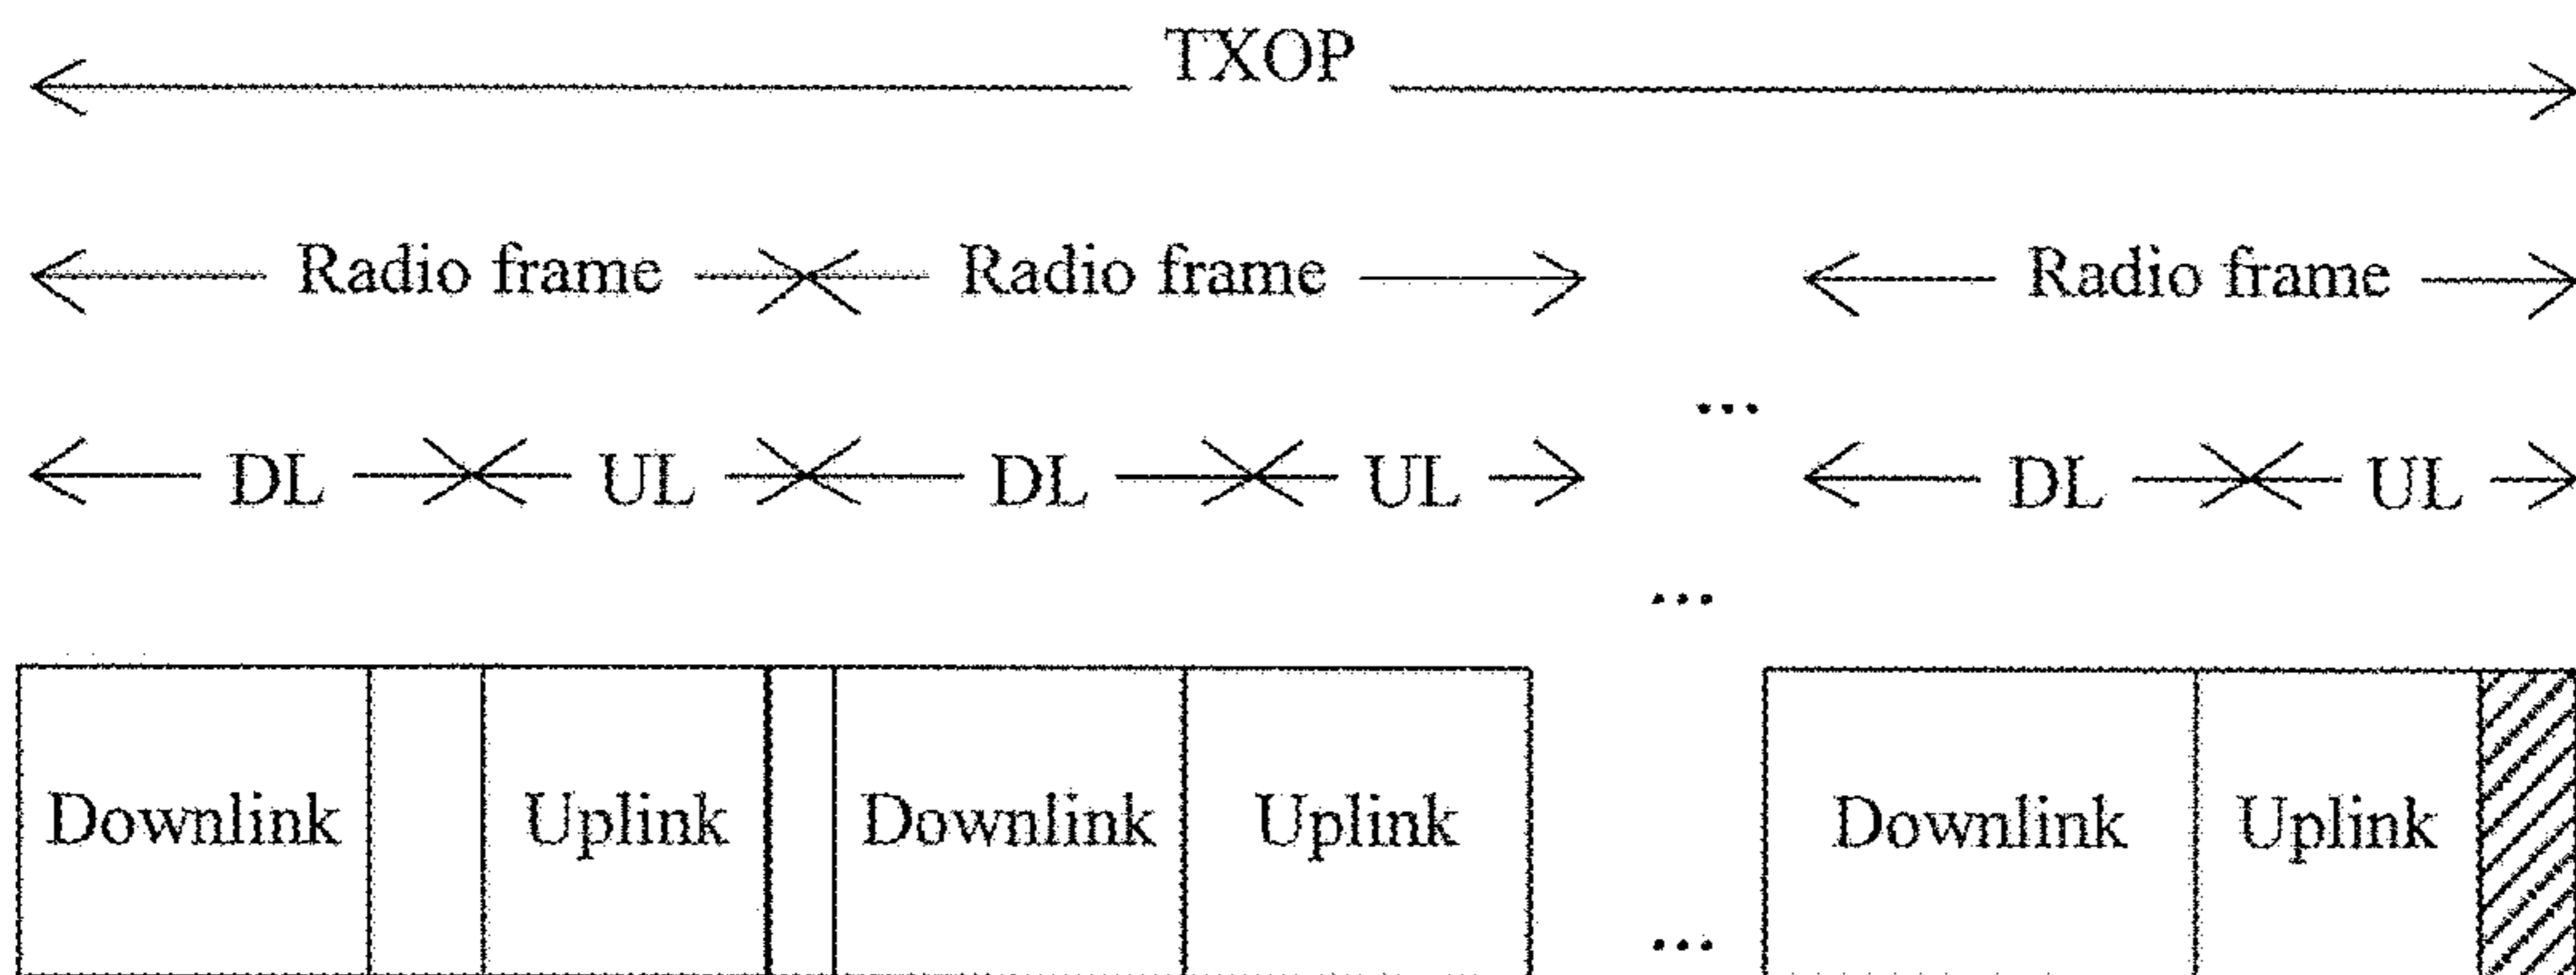 TXOP
Radio frame Radio frame Radio frame
...
DL UL DL UL DL UL
...
Downlink Uplink Downlink Uplink Downlink Uplink
...